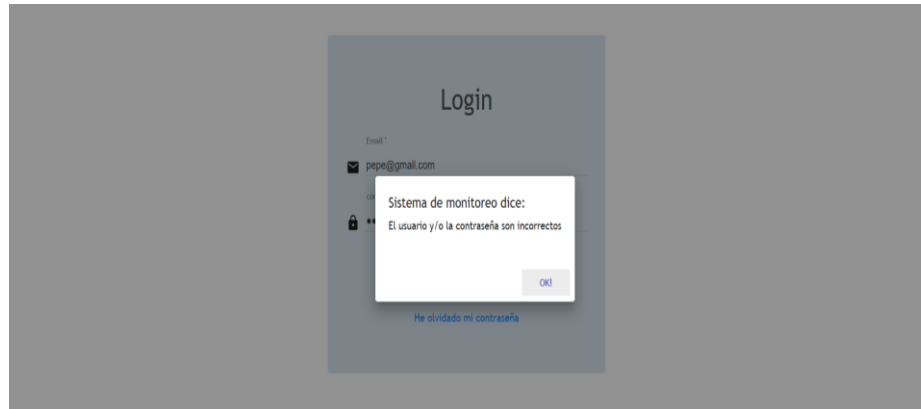 Login
Email *
pepe@gmail.com
Sistema de monitoreo dice:
El usuario y/o la contraseña son incorrectos
OK!
He olvidado mi contraseña